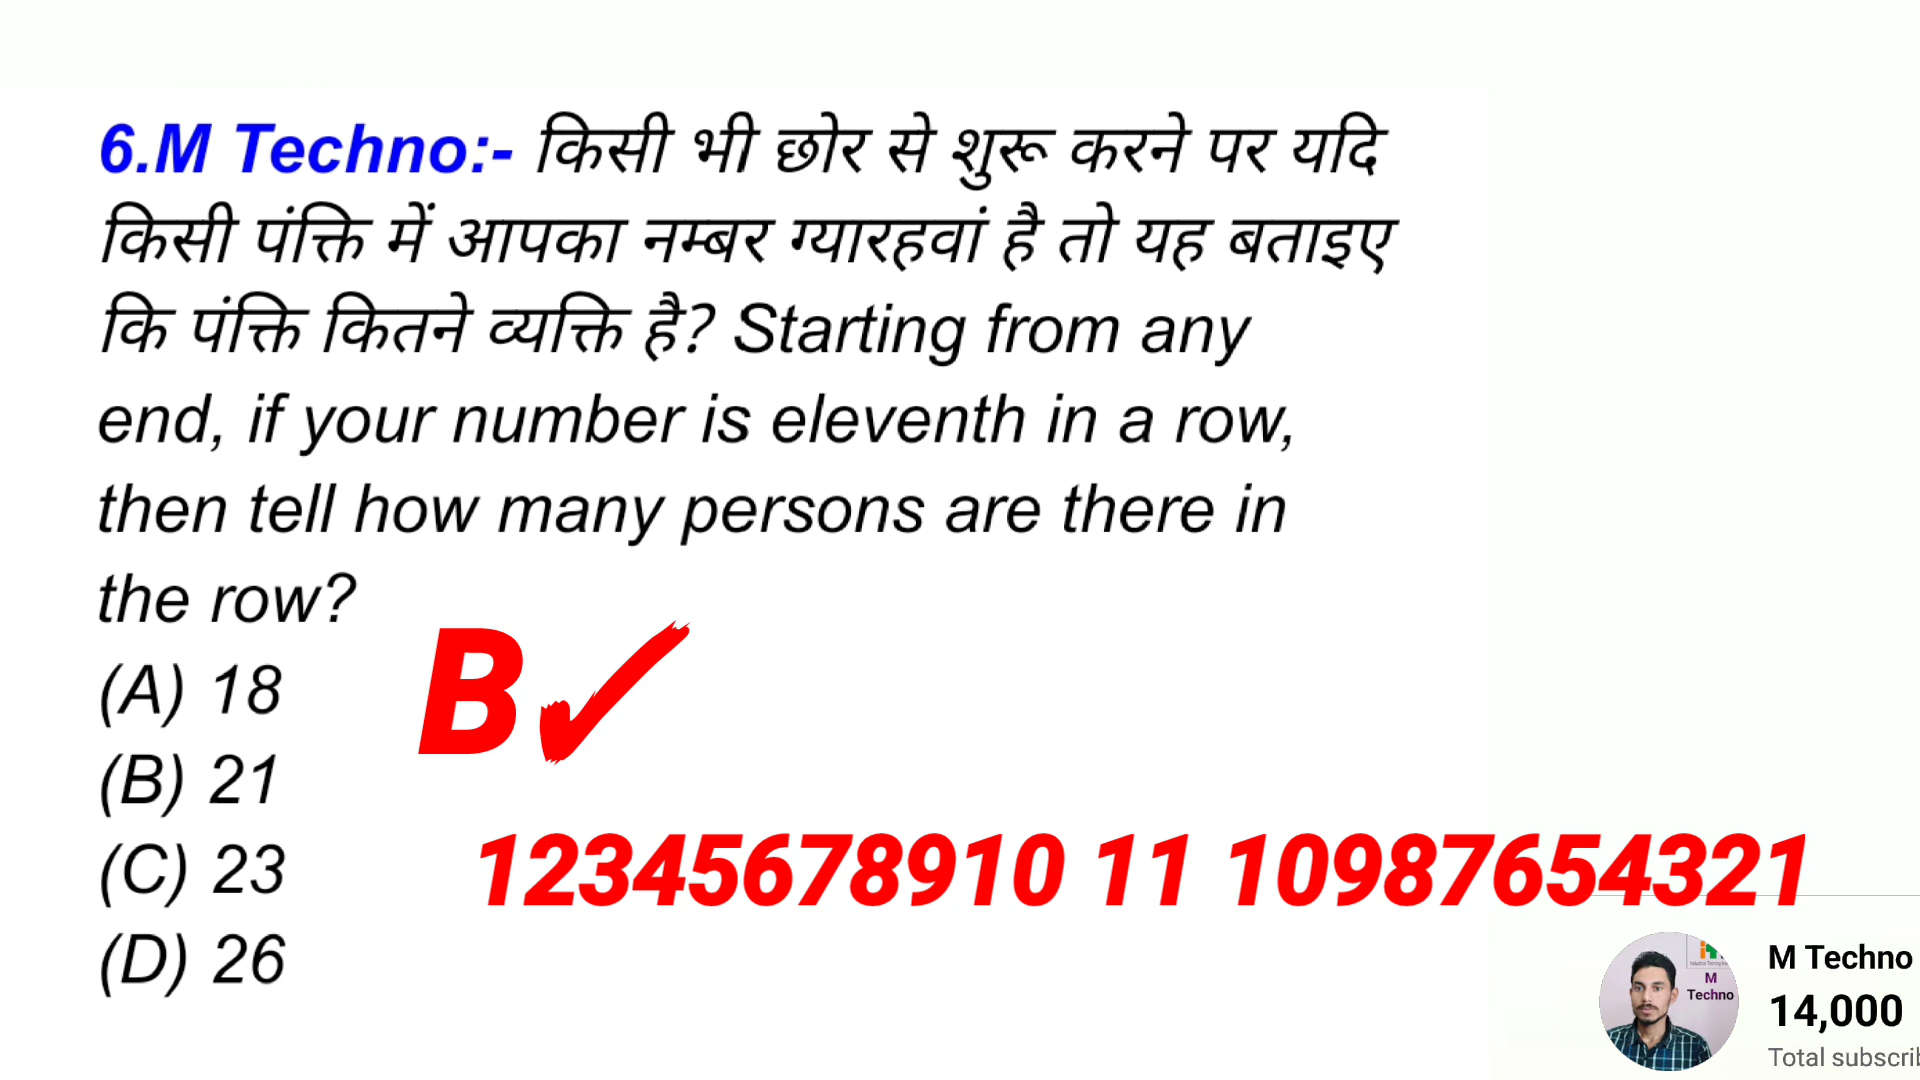 6.M Techno:- किसी भी छोर से शुरू करने पर यदि
किसी पंक्ति में आपका नम्बर ग्यारहवां है तो यह बताइए
कि पंक्ति कितने व्यक्ति है? Starting from any
end, if your number is eleventh in a row,
then tell how many persons are there in
the row?
(A) 18
B✓
(B) 21
(C) 23
12345678910 11 10987654321
(D) 26
M Techno
M
Techno
14,000
Total subscrib